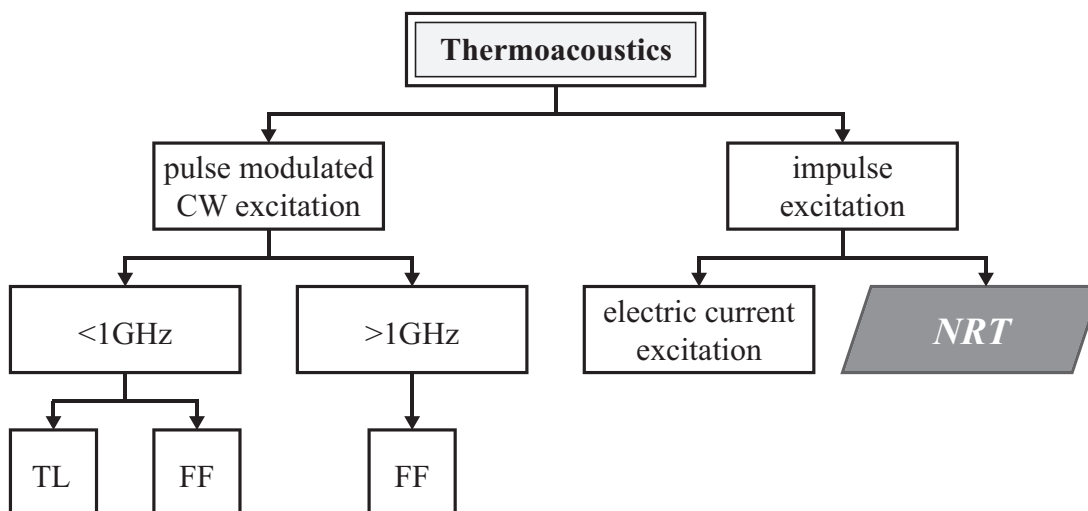 Thermoacoustics
pulse modulated
CW excitation
impulse
excitation
<1GHz
>1GHz
electric current
excitation
NRT
TL
FF
FF